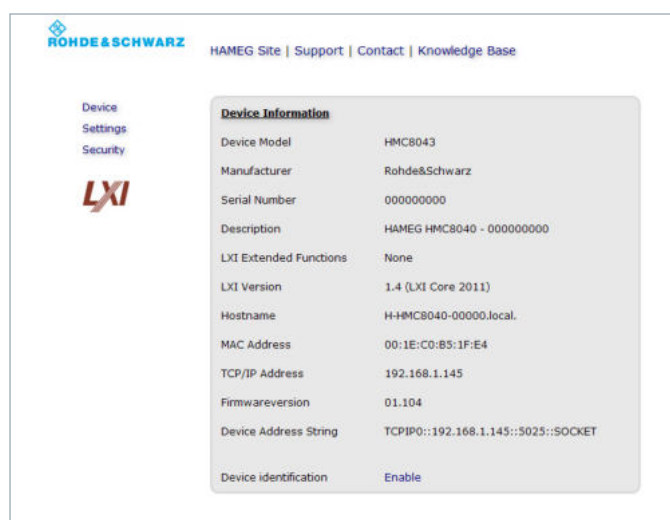 ROHDE&SCHWARZ
HAMEG Site | Support | Contact | Knowledge Base
Device
Settings
Security
LXI
Device Information
Device Model HMC8043
Manufacturer Rohde&Schwarz
Serial Number 000000000
Description HAMEG HMC8040 - 000000000
LXI Extended Functions None
LXI Version 1.4 (LXI Core 2011)
Hostname H-HMC8040-00000.local.
MAC Address 00:1E:C0:B5:1F:E4
TCP/IP Address 192.168.1.145
Firmwareversion 01.104
Device Address String TCPIP0::192.168.1.145::5025::SOCKET
Device identification Enable